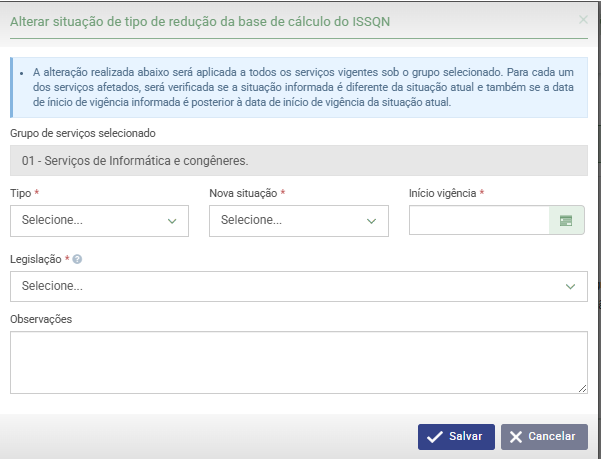 Alterar situação de tipo de redução da base de cálculo do ISSQN
×
• A alteração realizada abaixo será aplicada a todos os serviços vigentes sob o grupo selecionado. Para cada um
dos serviços afetados, será verificada se a situação informada é diferente da situação atual e também se a data
de ínicio de vigência informada é posterior à data de início de vigência da situação atual.
Grupo de serviços selecionado
01 - Serviços de Informática e congêneres.
Tipo * Nova situação * Início vigência *
Selecione... Selecione...
Legislação * ?
Selecione...
Observações
Salvar Cancelar